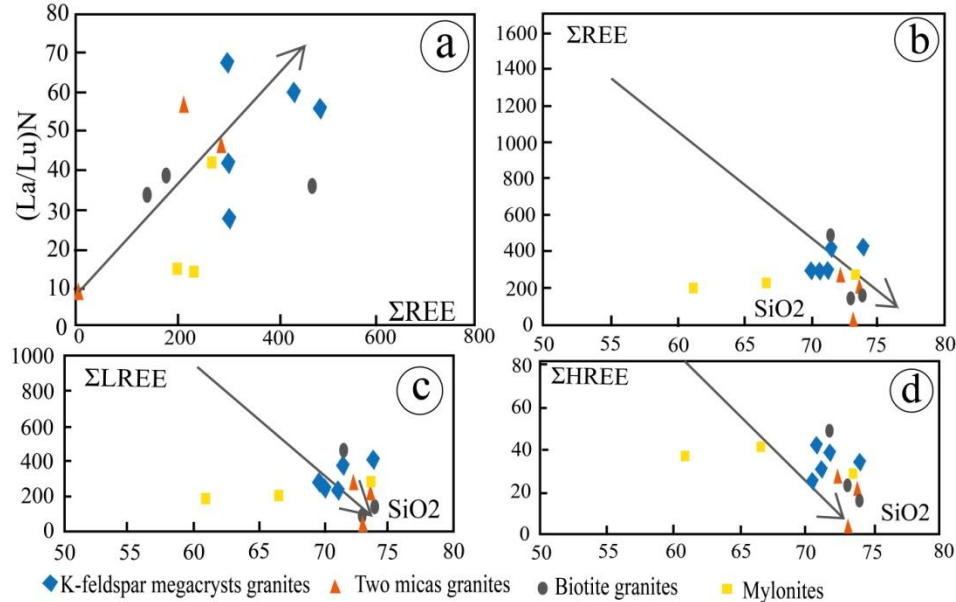 80
70
60
50
40
30
20
10
0
(La/Lu)N
a
ΣREE
0 200 400 600 800
1600
1400
1200
1000
800
600
400
200
0
ΣREE
b
SiO2
50 55 60 65 70 75 80
1000
800
600
400
200
0
ΣLREE
c
SiO2
50 55 60 65 70 75 80
80
60
40
20
0
ΣHREE
d
SiO2
50 55 60 65 70 75 80
K-feldspar megacrysts granites Two micas granites Biotite granites Mylonites